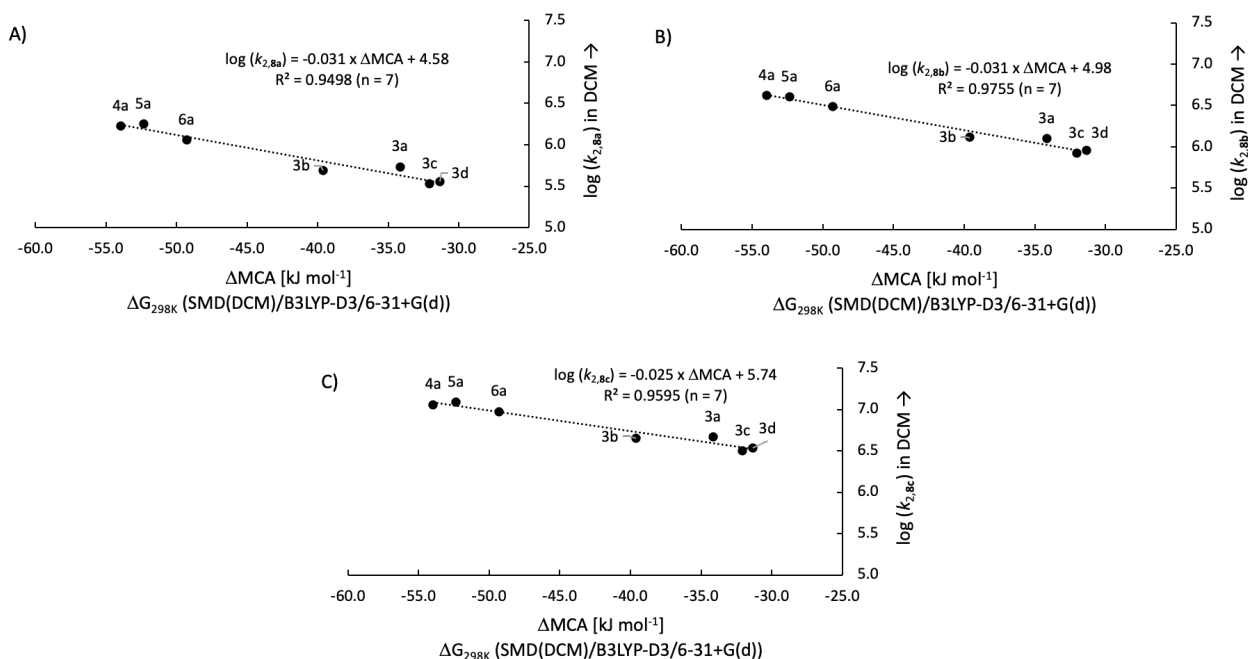 A)
log (k2,8a) = -0.031 x ΔMCA + 4.58
R² = 0.9498 (n = 7)
4a 5a 6a 3b 3a 3c 3d
7.5
7.0
6.5
6.0
5.5
5.0
log (k2,8a) in DCM →
-60.0 -55.0 -50.0 -45.0 -40.0 -35.0 -30.0 -25.0
ΔMCA [kJ mol-1]
ΔG298K (SMD(DCM)/B3LYP-D3/6-31+G(d))
B)
log (k2,8b) = -0.031 x ΔMCA + 4.98
R² = 0.9755 (n = 7)
4a 5a 6a 3b 3a 3c 3d
7.5
7.0
6.5
6.0
5.5
5.0
log (k2,8b) in DCM →
-60.0 -55.0 -50.0 -45.0 -40.0 -35.0 -30.0 -25.0
ΔMCA [kJ mol-1]
ΔG298K (SMD(DCM)/B3LYP-D3/6-31+G(d))
C)
log (k2,8c) = -0.025 x ΔMCA + 5.74
R² = 0.9595 (n = 7)
4a 5a 6a 3b 3a 3c 3d
7.5
7.0
6.5
6.0
5.5
5.0
log (k2,8c) in DCM →
-60.0 -55.0 -50.0 -45.0 -40.0 -35.0 -30.0 -25.0
ΔMCA [kJ mol-1]
ΔG298K (SMD(DCM)/B3LYP-D3/6-31+G(d))